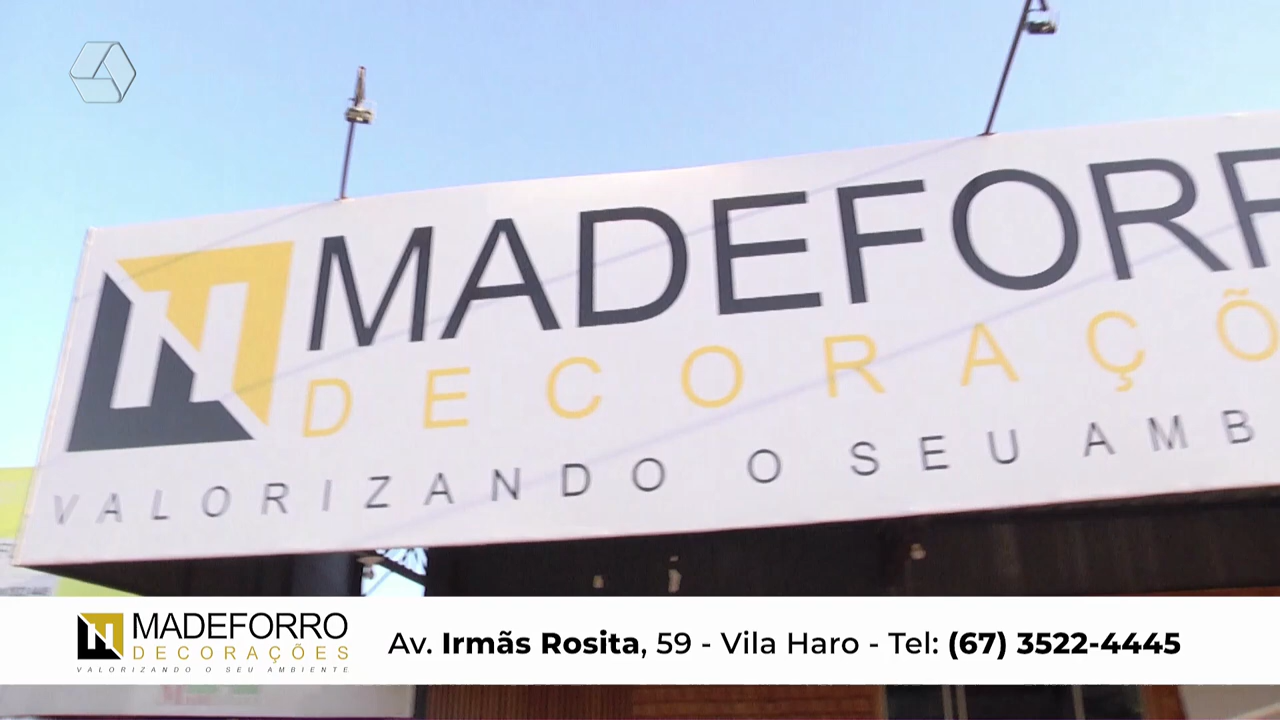 MADEFORR
DECORAÇÕ
VALORIZANDO O SEU AMB
MADEFORRO
DECORAÇÕES
VALORIZANDO O SEU AMBIENTE
Av. Irmãs Rosita, 59 - Vila Haro - Tel: (67) 3522-4445